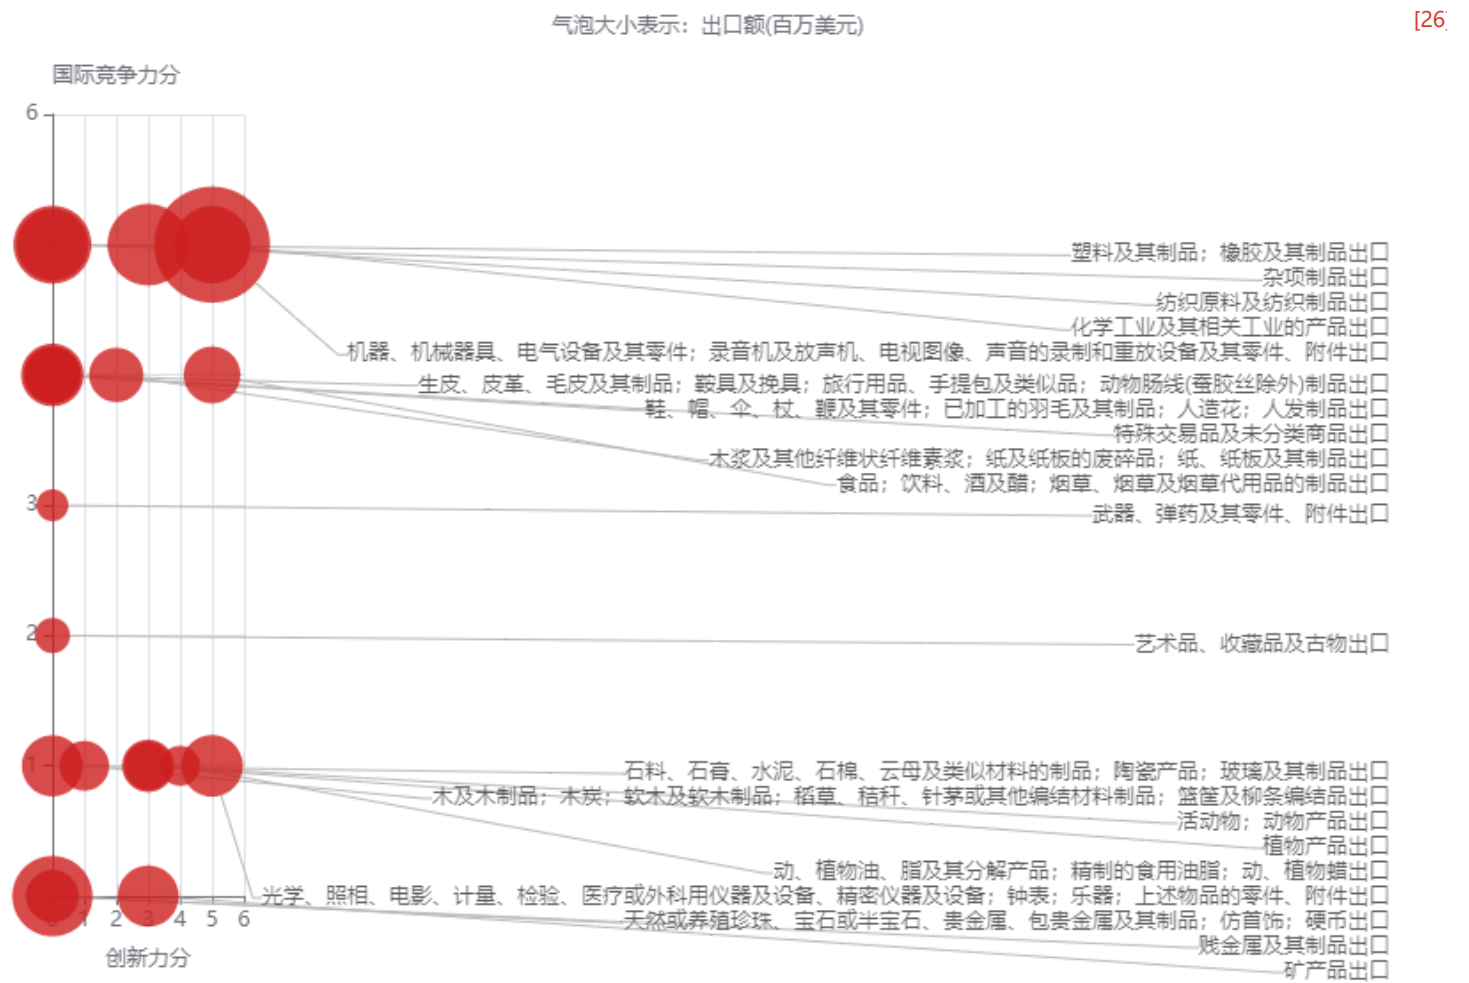 气泡大小表示：出口额(百万美元)
[26]
国际竞争力分
6
塑料及其制品；橡胶及其制品出口
杂项制品出口
纺织原料及纺织制品出口
化学工业及其相关工业的产品出口
机器、机械器具、电气设备及其零件；录音机及放声机、电视图像、声音的录制和重放设备及其零件、附件出口
生皮、皮革、毛皮及其制品；鞍具及挽具；旅行用品、手提包及类似品；动物肠线(蚕胶丝除外)制品出口
鞋、帽、伞、杖、鞭及其零件；已加工的羽毛及其制品；人造花；人发制品出口
特殊交易品及未分类商品出口
木浆及其他纤维状纤维素浆；纸及纸板的废碎品；纸、纸板及其制品出口
食品；饮料、酒及醋；烟草、烟草及烟草代用品的制品出口
3
武器、弹药及其零件、附件出口
2
艺术品、收藏品及古物出口
1
石料、石膏、水泥、石棉、云母及类似材料的制品；陶瓷产品；玻璃及其制品出口
木及木制品；木炭；软木及软木制品；稻草、秸秆、针茅或其他编结材料制品；篮筐及柳条编结品出口
活动物；动物产品出口
植物产品出口
动、植物油、脂及其分解产品；精制的食用油脂；动、植物蜡出口
光学、照相、电影、计量、检验、医疗或外科用仪器及设备、精密仪器及设备；钟表；乐器；上述物品的零件、附件出口
天然或养殖珍珠、宝石或半宝石、贵金属、包贵金属及其制品；仿首饰；硬币出口
贱金属及其制品出口
矿产品出口
1 2 3 4 5 6
创新力分